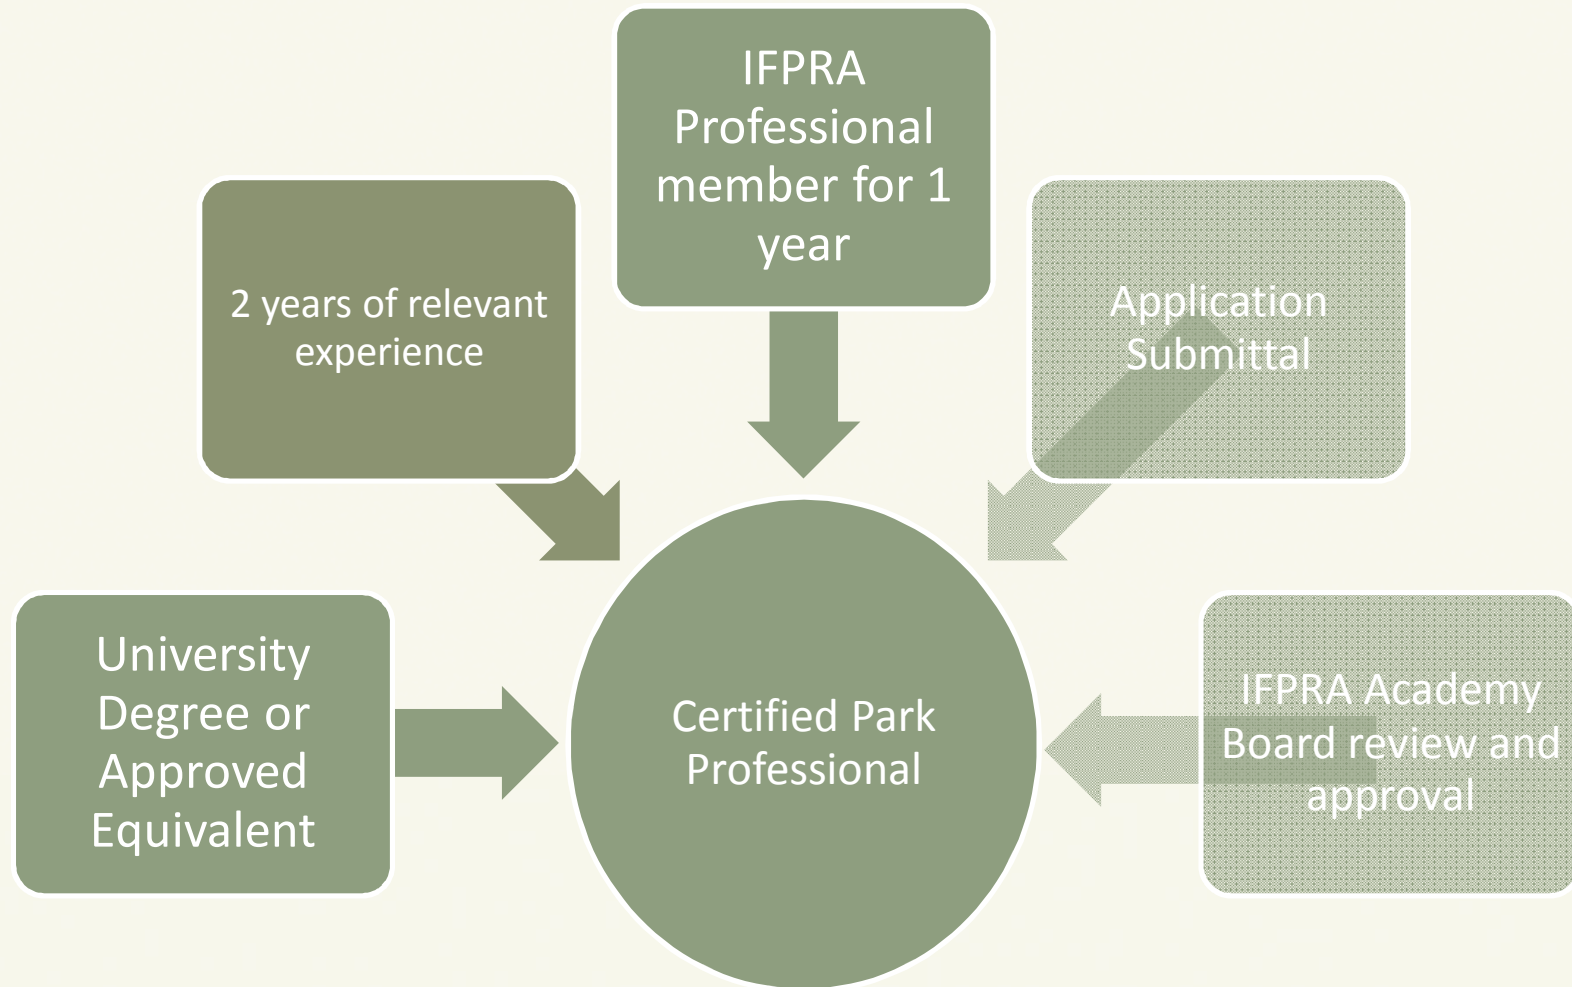 IFPRA
Professional
member for 1
year
2 years of relevant
experience
Application
Submittal
University
Degree or
Approved
Equivalent
Certified Park
Professional
IFPRA Academy
Board review and
approval